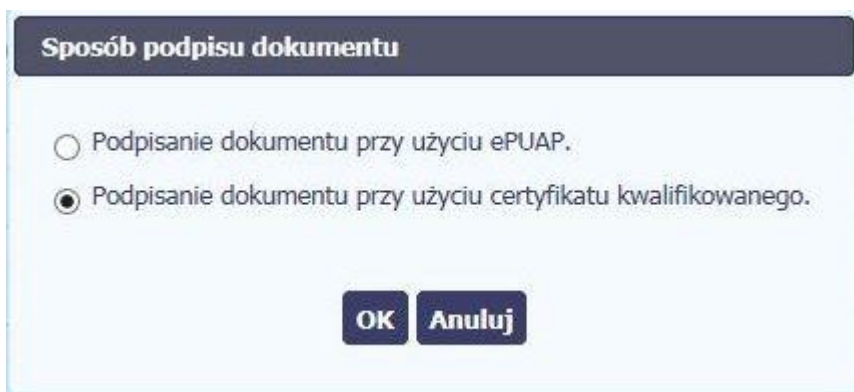 Sposób podpisu dokumentu
Podpisanie dokumentu przy użyciu ePUAP.
Podpisanie dokumentu przy użyciu certyfikatu kwalifikowanego.
OK Anuluj